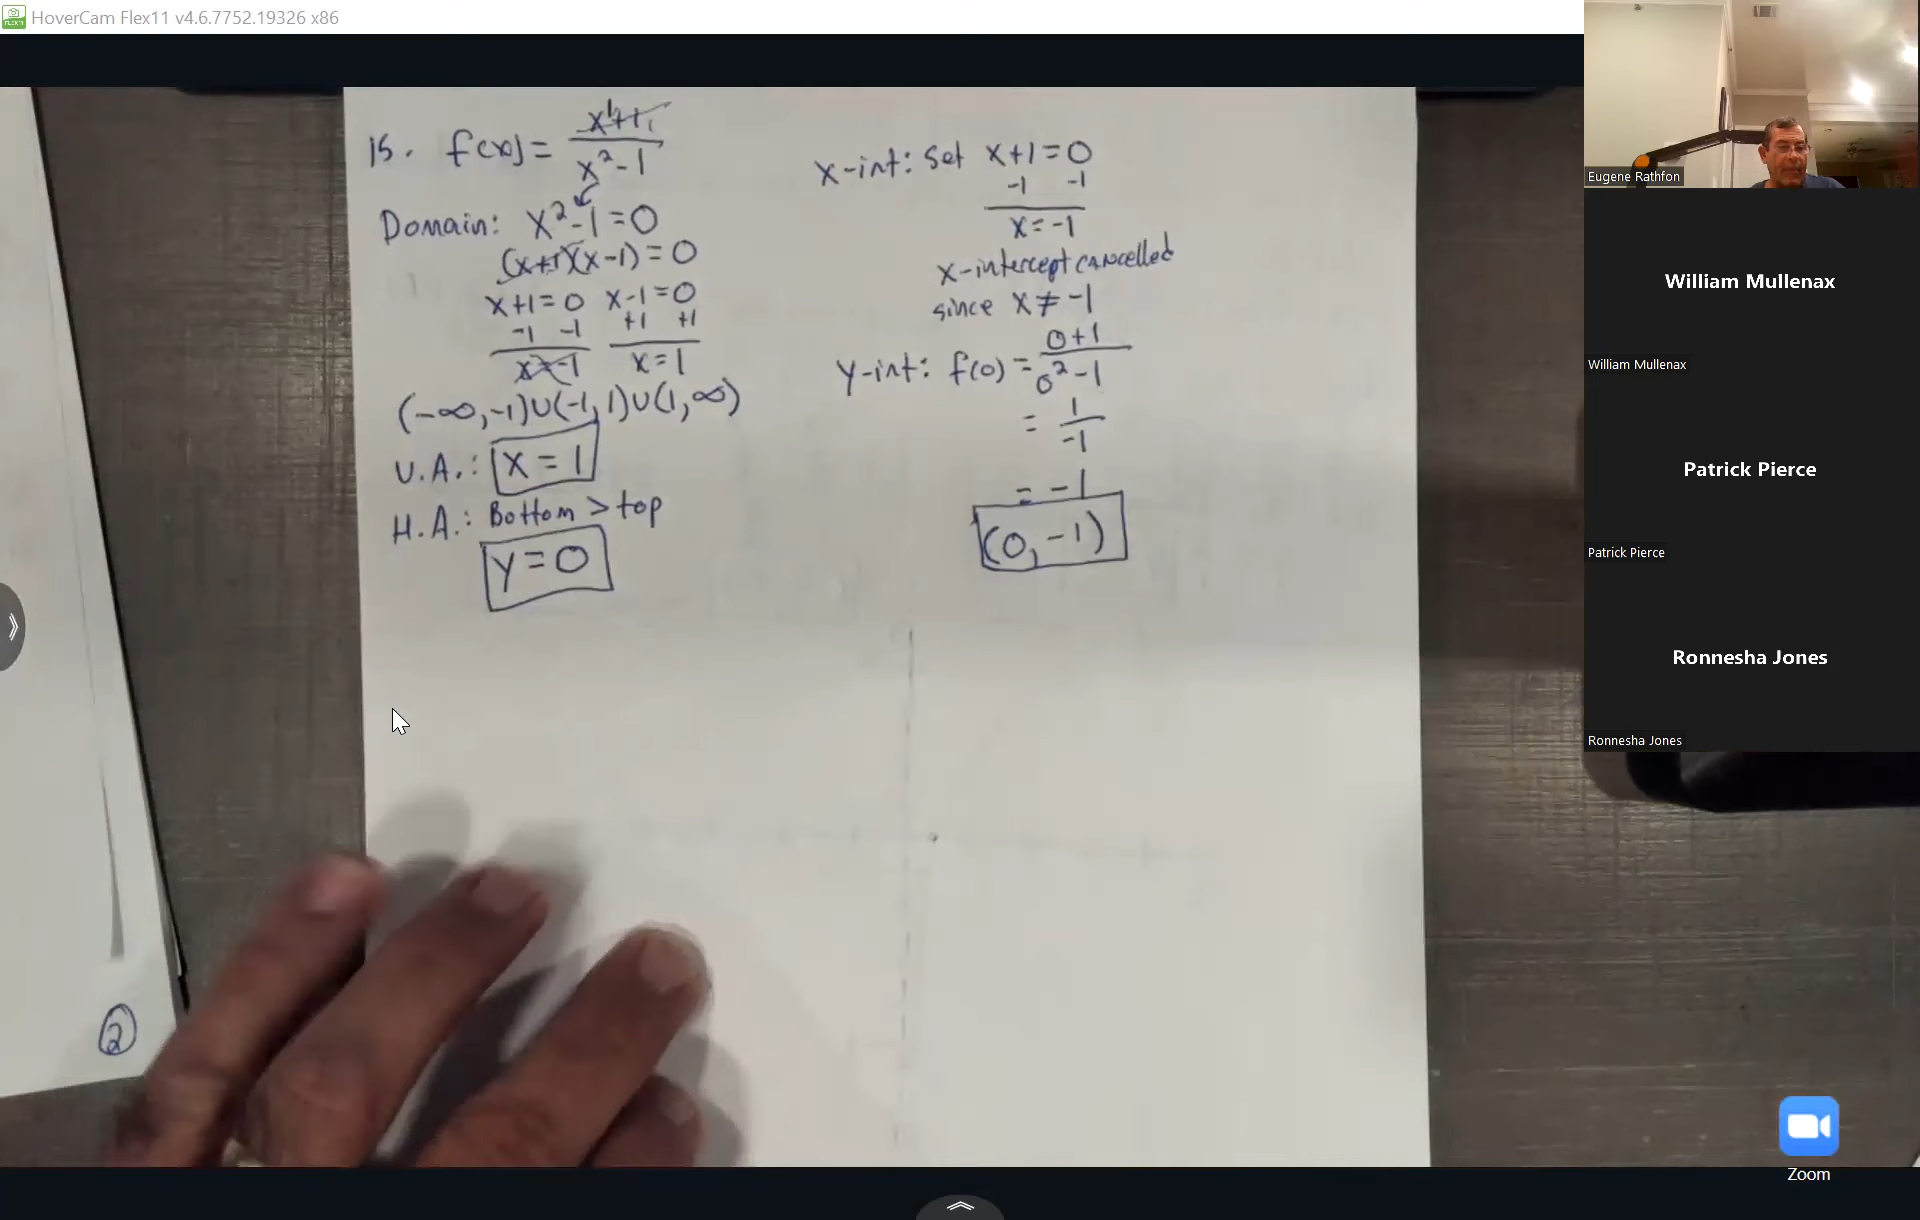 HoverCam Flex11 v4.6.7752.19326 x86
15. f(x) = x¹+1 / x²-1
Domain: x²-1=0
(x+1)(x-1)=0
x+1=0 x-1=0
-1 -1 +1 +1
x=-1 x=1
(-∞,-1)∪(-1,1)∪(1,∞)
V.A.: x=1
H.A.: Bottom > top
y=0
x-int: set x+1=0
-1 -1
x=-1
x-intercept cancelled
since x≠-1
y-int: f(0) = 0+1 / 0²-1
= 1 / -1
= -1
(0,-1)
2
Eugene Rathfon
William Mullenax
William Mullenax
Patrick Pierce
Patrick Pierce
Ronnesha Jones
Ronnesha Jones
Zoom